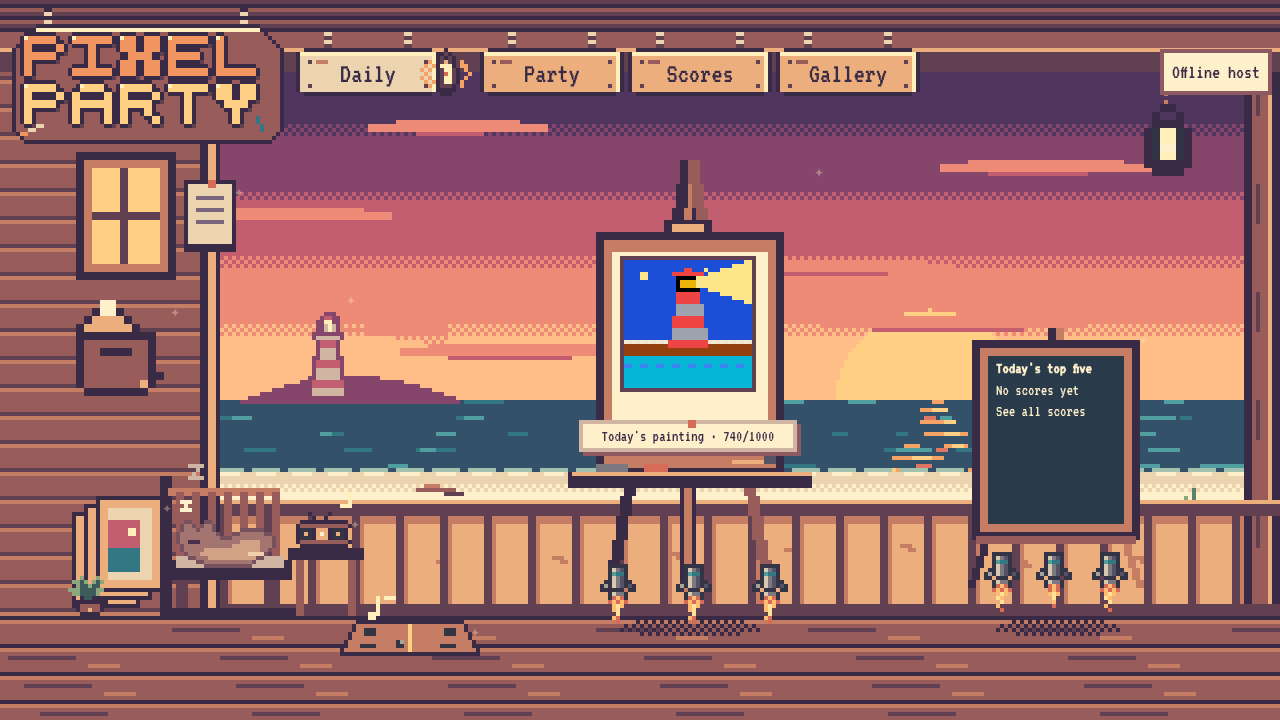 PIXEL
PARTY
Daily
Party
Scores
Gallery
Offline host
Today's painting · 740/1000
Today's top five
No scores yet
See all scores